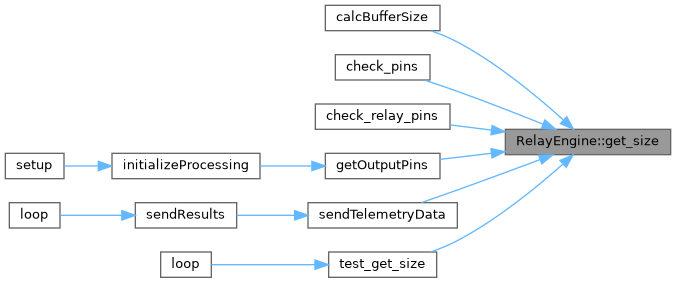 calcBufferSize
check_pins
check_relay_pins
RelayEngine::get_size
setup
initializeProcessing
getOutputPins
loop
sendResults
sendTelemetryData
loop
test_get_size